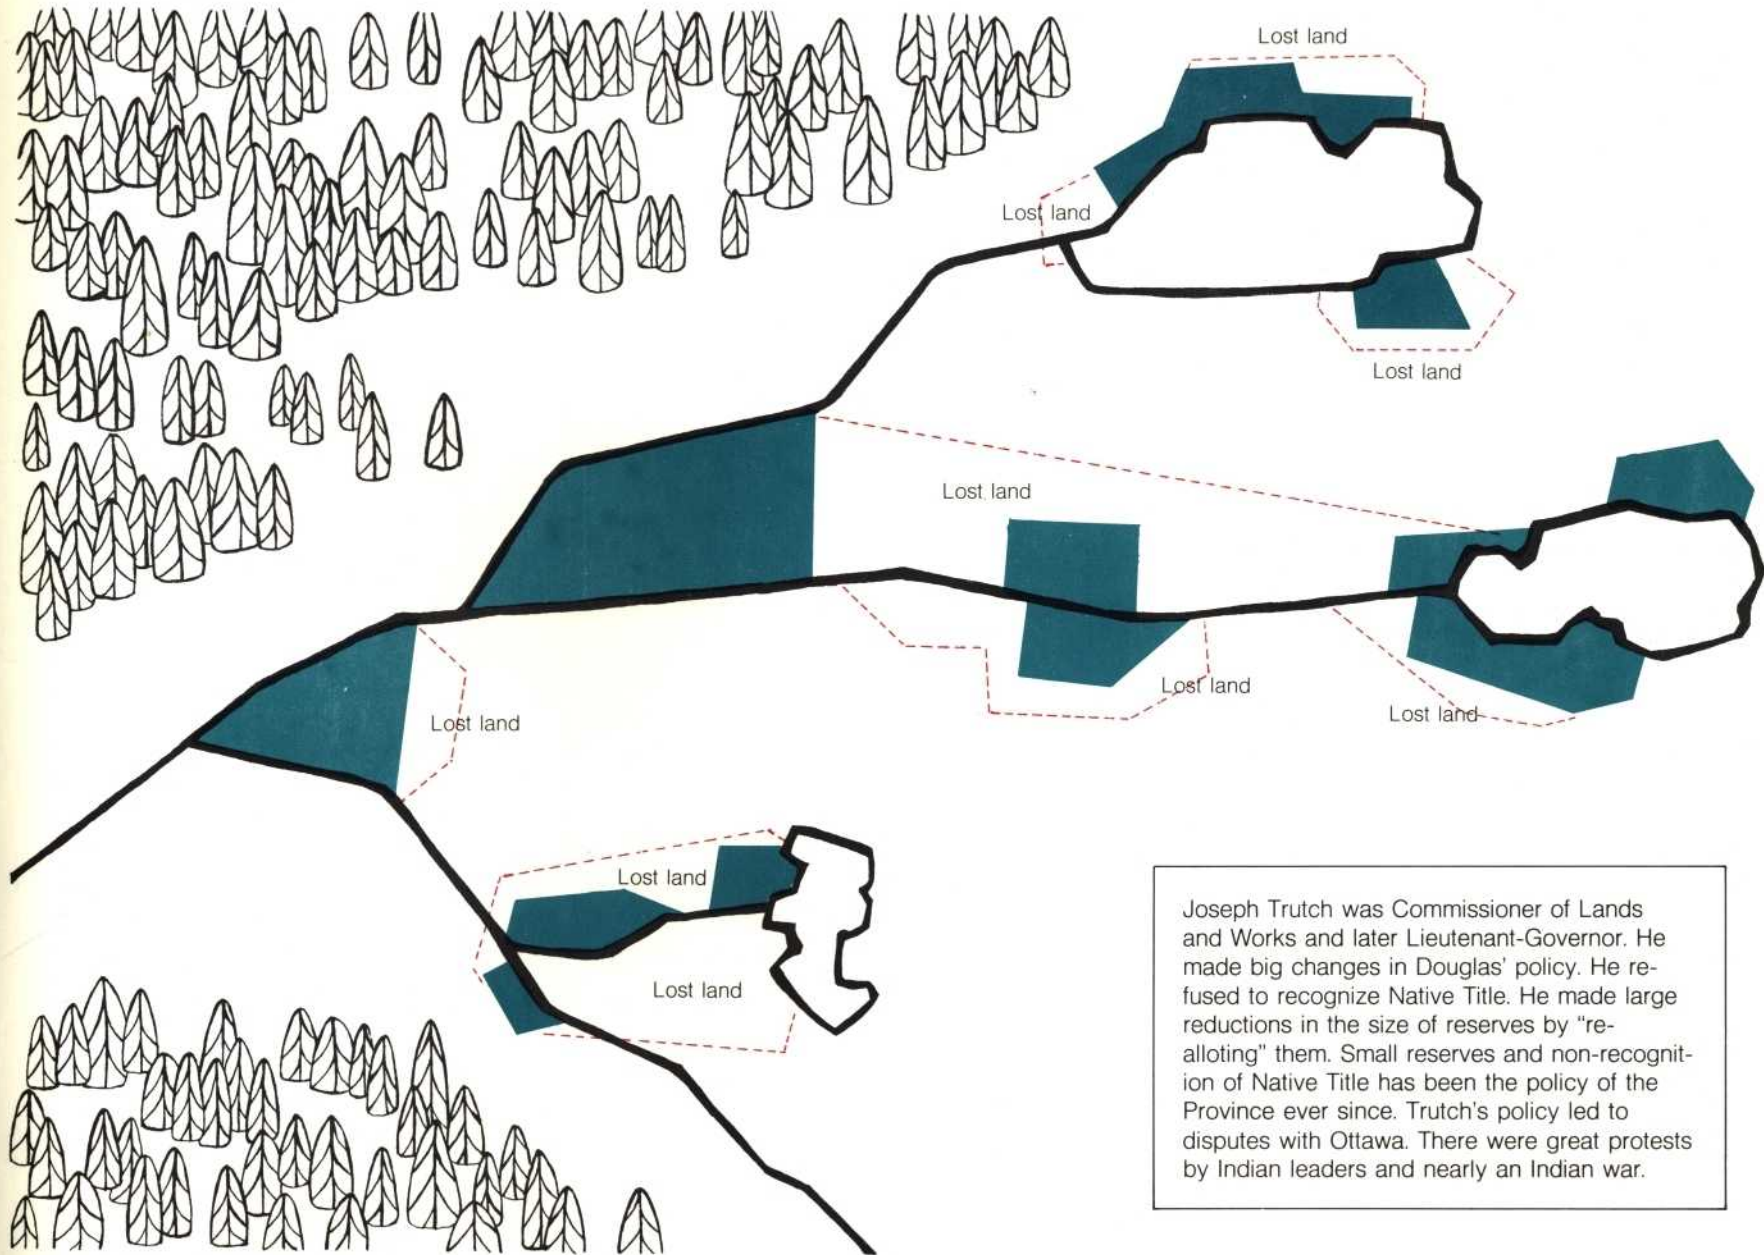 Lost land
Lost land
Lost land
Lost land
Lost land
Lost land
Lost land
Lost land
Lost land
Joseph Trutch was Commissioner of Lands
and Works and later Lieutenant-Governor. He
made big changes in Douglas’ policy. He re-
fused to recognize Native Title. He made large
reductions in the size of reserves by “re-
alloting” them. Small reserves and non-recognit-
ion of Native Title has been the policy of the
Province ever since. Trutch’s policy led to
disputes with Ottawa. There were great protests
by Indian leaders and nearly an Indian war.